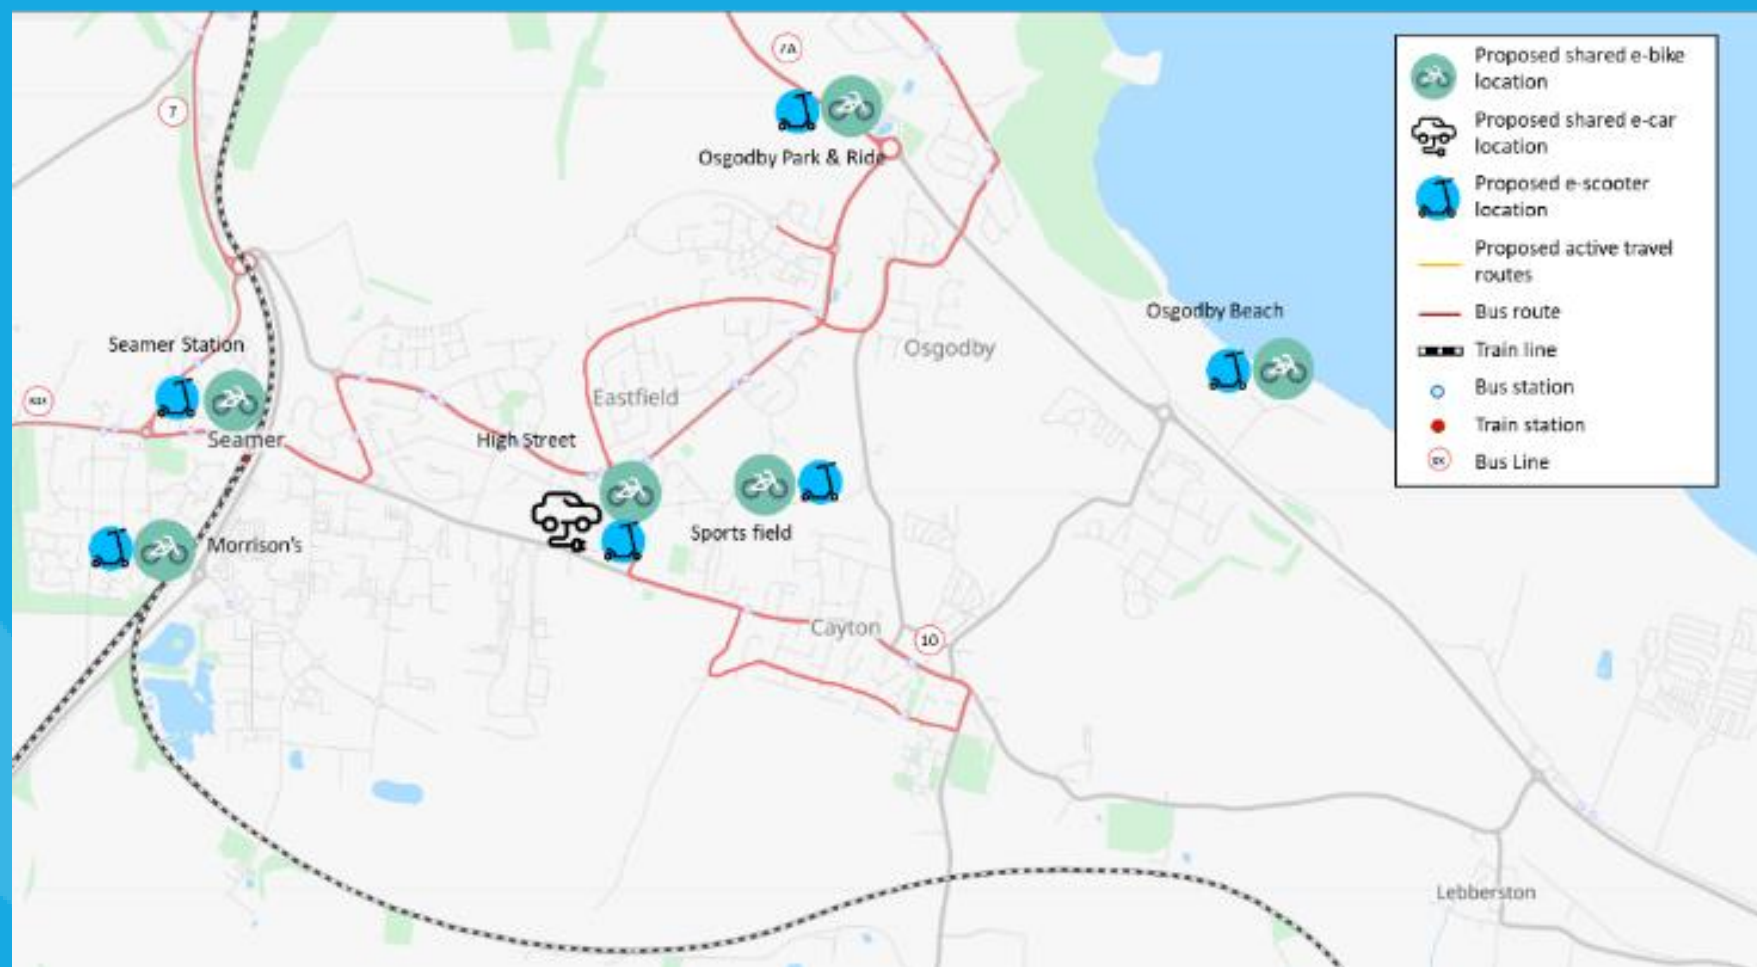 7A
7
Osgodby Park & Ride
Osgodby Beach
Seamer Station
Osgodby
Eastfield
High Street
Seamer
Sports field
Morrison's
Cayton
10
Lebberston
Proposed shared e-bike
location
Proposed shared e-car
location
Proposed e-scooter
location
Proposed active travel
routes
Bus route
Train line
Bus station
Train station
Bus Line